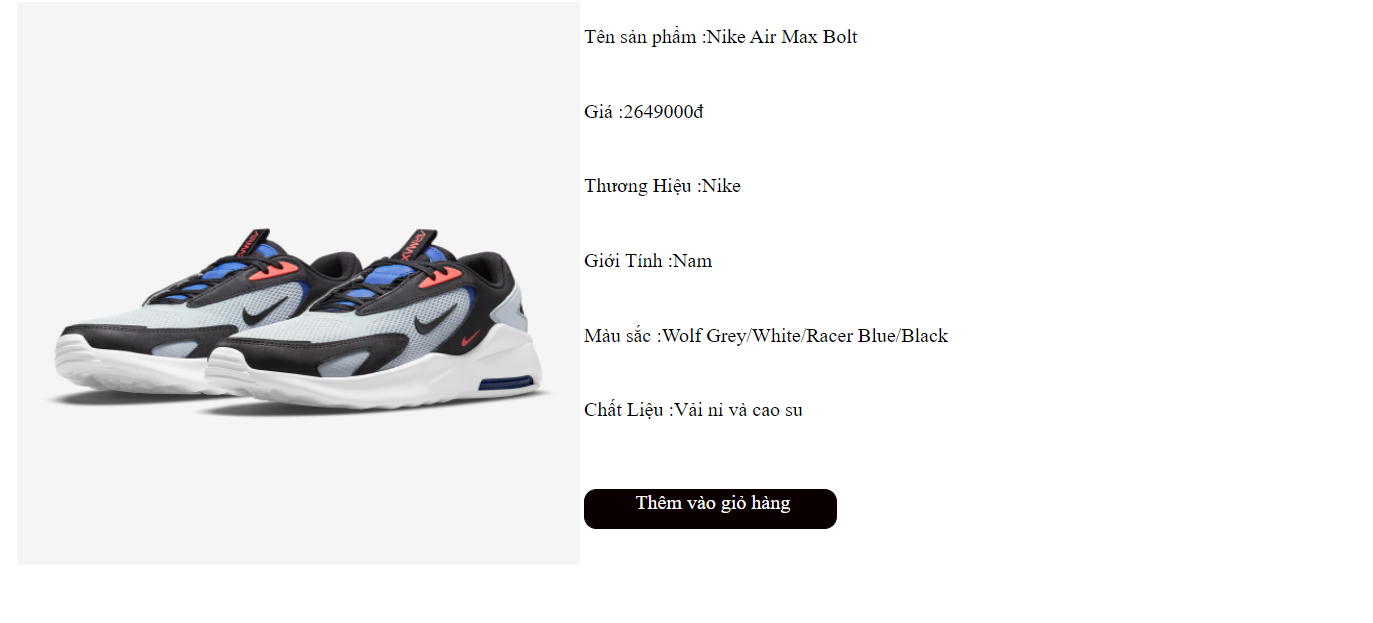 Tên sản phẩm :Nike Air Max Bolt
Giá :2649000đ
Thương Hiệu :Nike
Giới Tính :Nam
Màu sắc :Wolf Grey/White/Racer Blue/Black
Chất Liệu :Vải nỉ và cao su
Thêm vào giỏ hàng